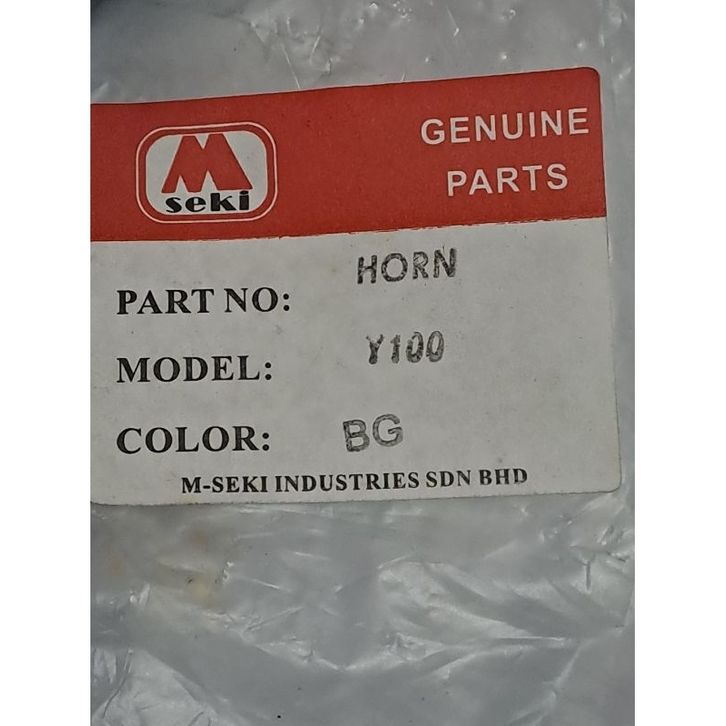 M
seki
GENUINE
PARTS
PART NO: HORN
MODEL: Y100
COLOR: BG
M-SEKI INDUSTRIES SDN BHD